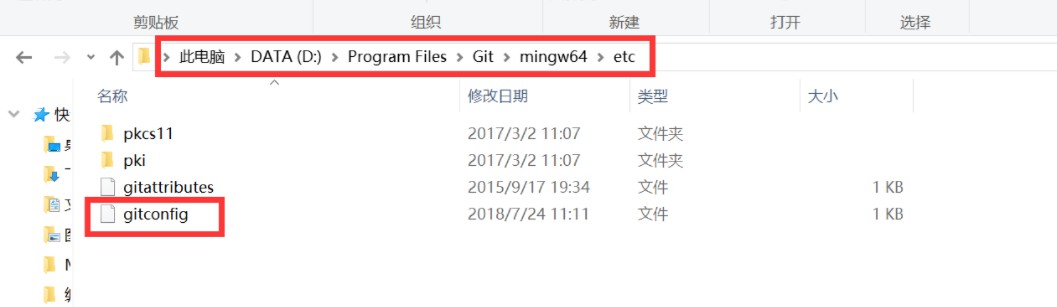 剪贴板 组织 新建 打开 选择
此电脑 DATA (D:) Program Files Git mingw64 etc
名称 修改日期 类型 大小
快
pkcs11 2017/3/2 11:07 文件夹
pki 2017/3/2 11:07 文件夹
gitattributes 2015/9/17 19:34 文件 1 KB
gitconfig 2018/7/24 11:11 文件 1 KB